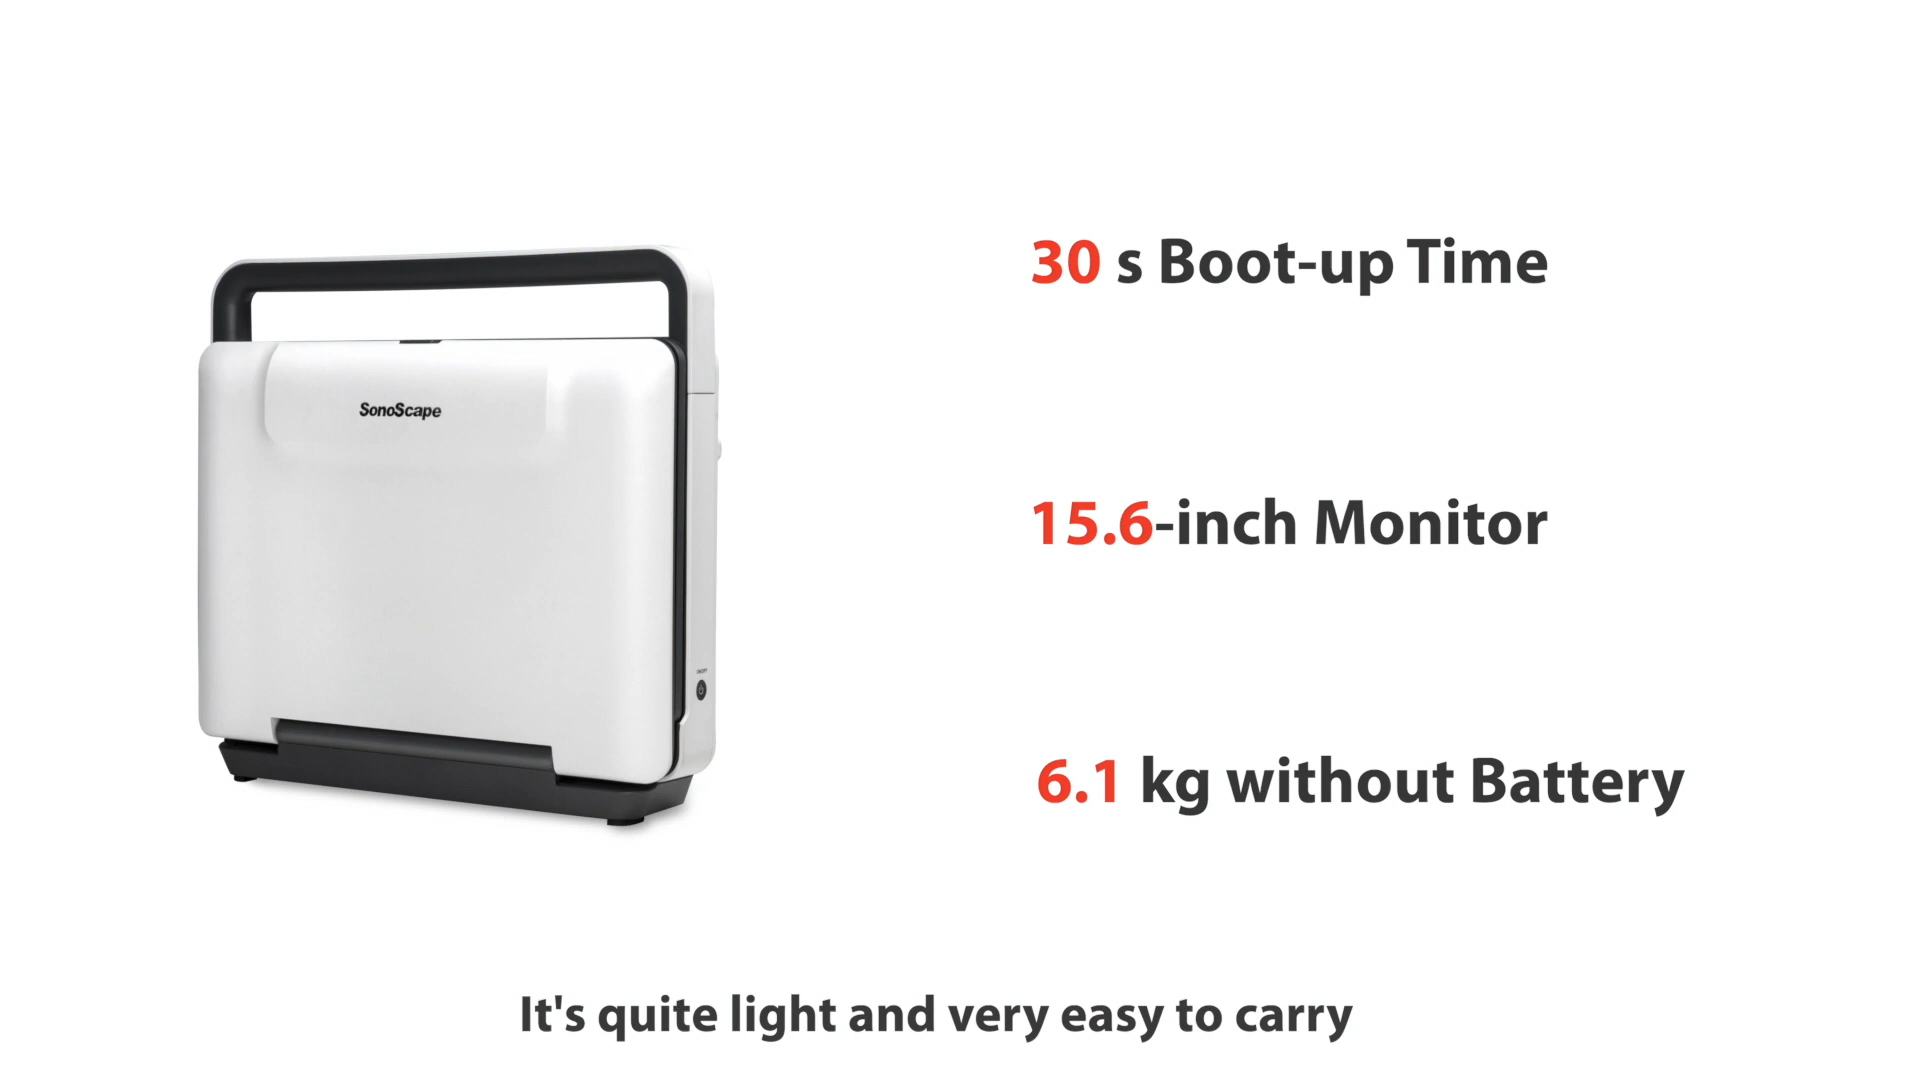 SonoScape
30 s Boot-up Time
15.6-inch Monitor
6.1 kg without Battery
It's quite light and very easy to carry